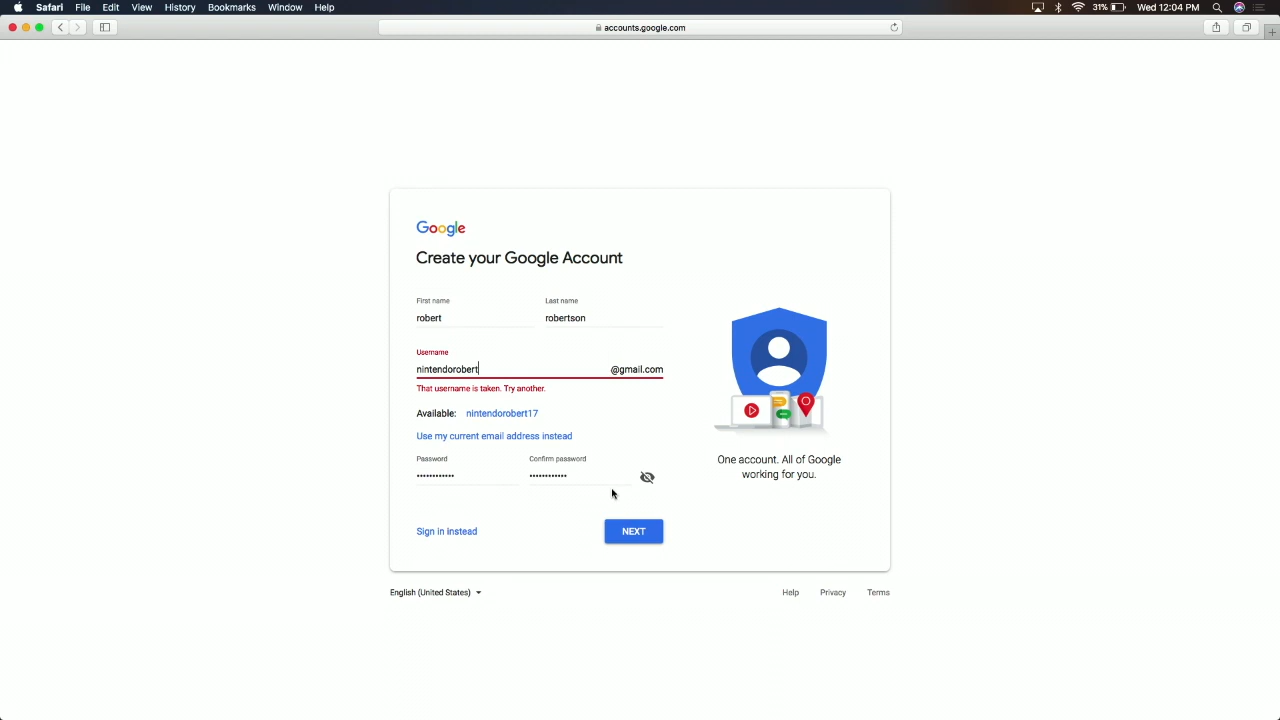 Safari File Edit View History Bookmarks Window Help 31% Wed 12:04 PM
accounts.google.com
Google
Create your Google Account
First name Last name
robert robertson
Username
nintendorobert @gmail.com
That username is taken. Try another.
Available: nintendorobert17
Use my current email address instead
Password Confirm password
•••••••••••• ••••••••••••
Sign in instead NEXT
One account. All of Google
working for you.
English (United States) Help Privacy Terms